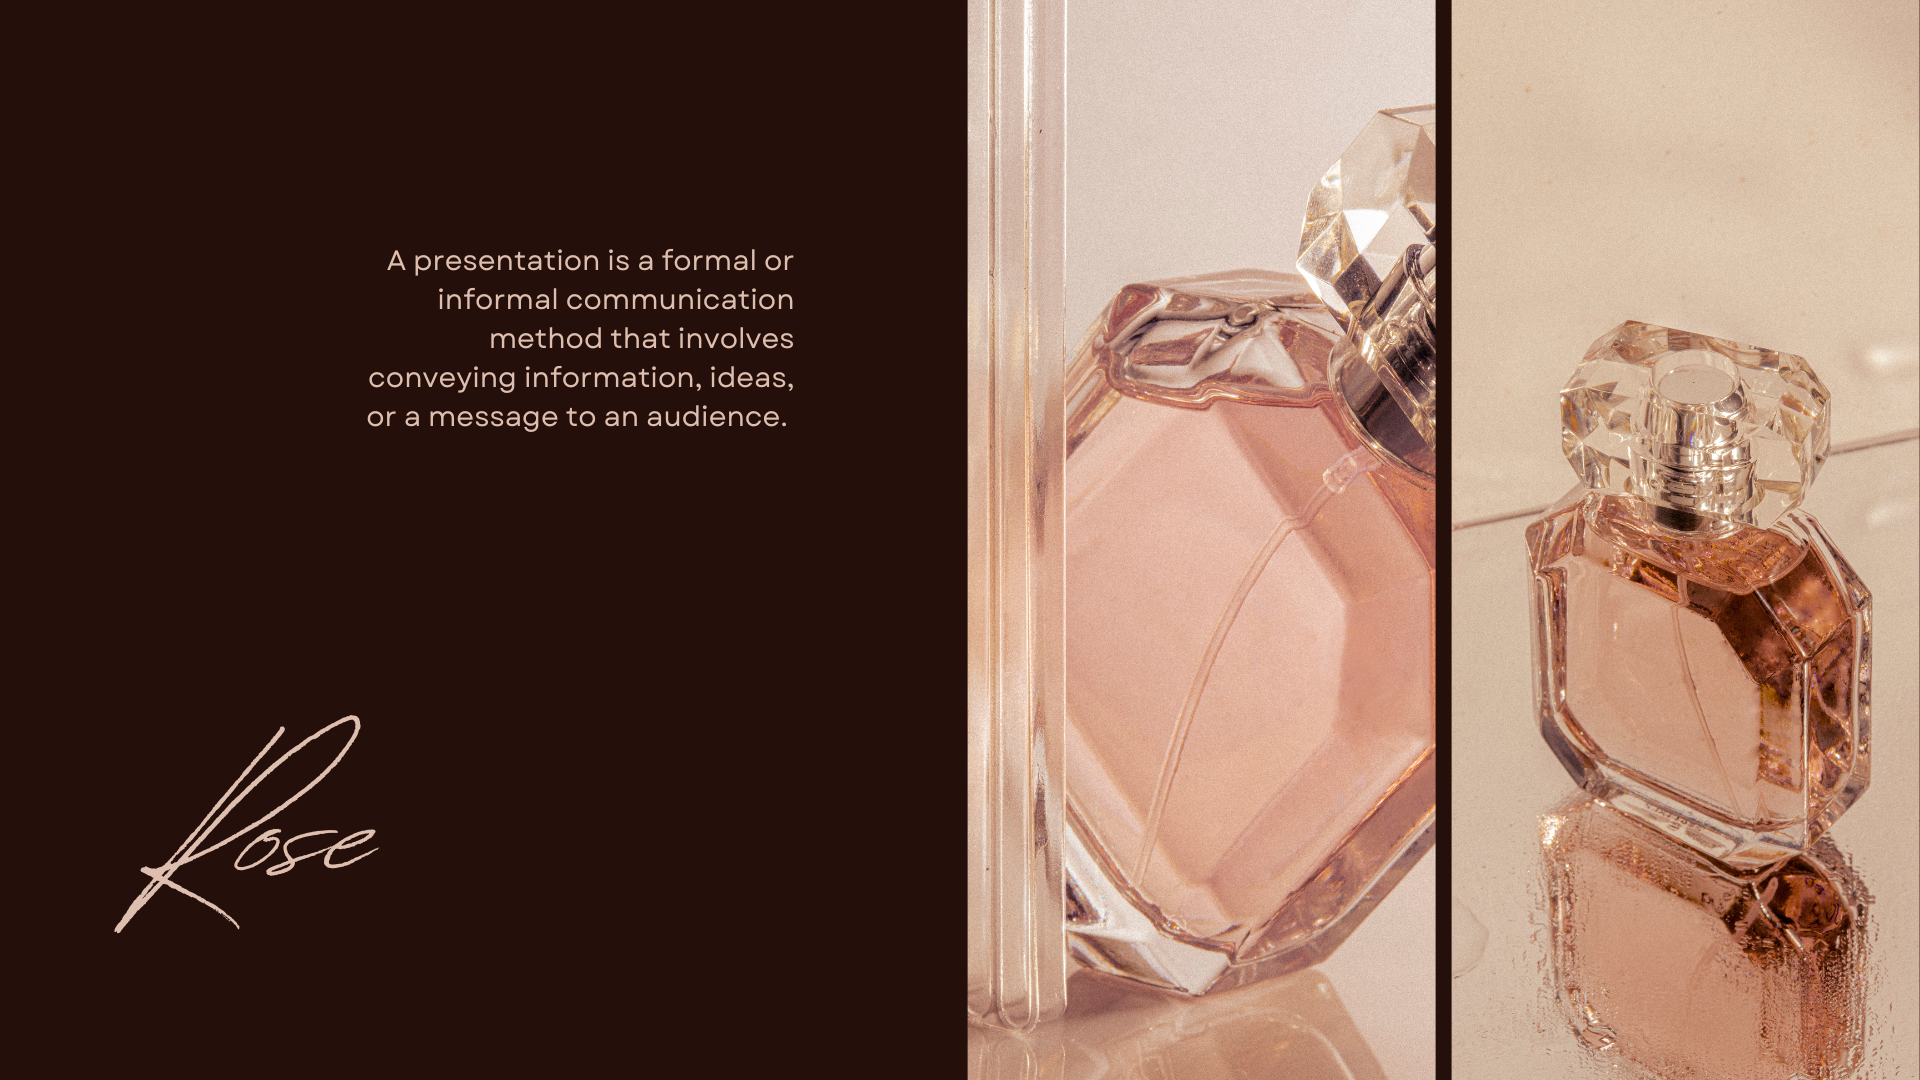 A presentation is a formal or
informal communication
method that involves
conveying information, ideas,
or a message to an audience.
Rose